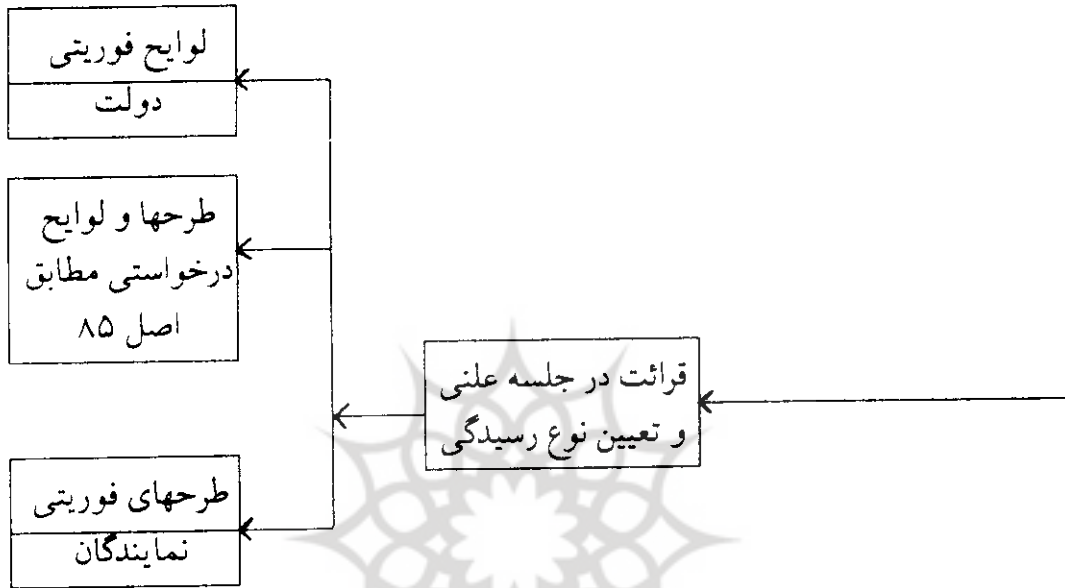 لوایح فوریتی
دولت
طرحها و لوایح
درخواستی مطابق
اصل ۸۵
قرائت در جلسه علنی
و تعیین نوع رسیدگی
طرحهای فوریتی
نمایندگان